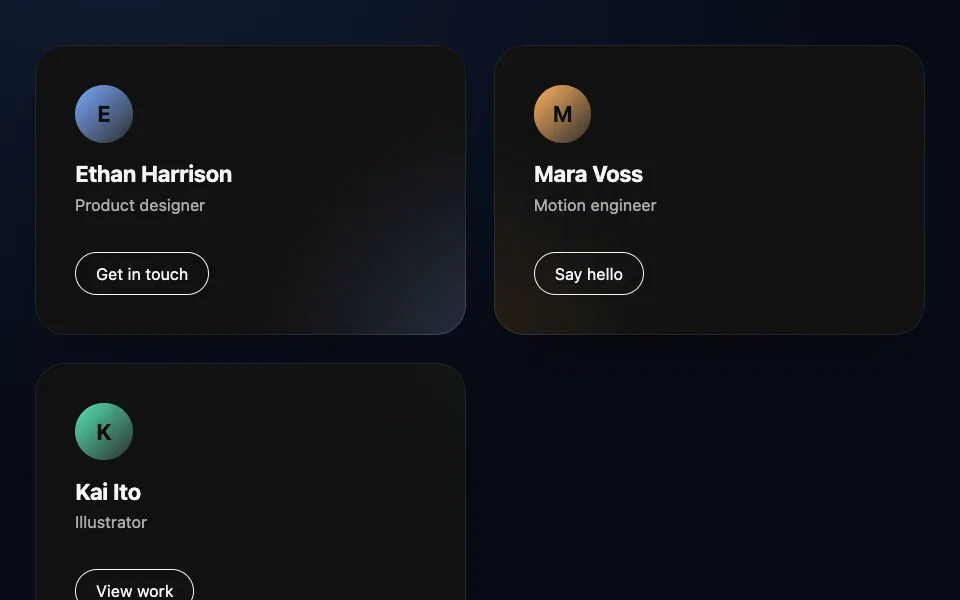 E
Ethan Harrison
Product designer
Get in touch
M
Mara Voss
Motion engineer
Say hello
K
Kai Ito
Illustrator
View work